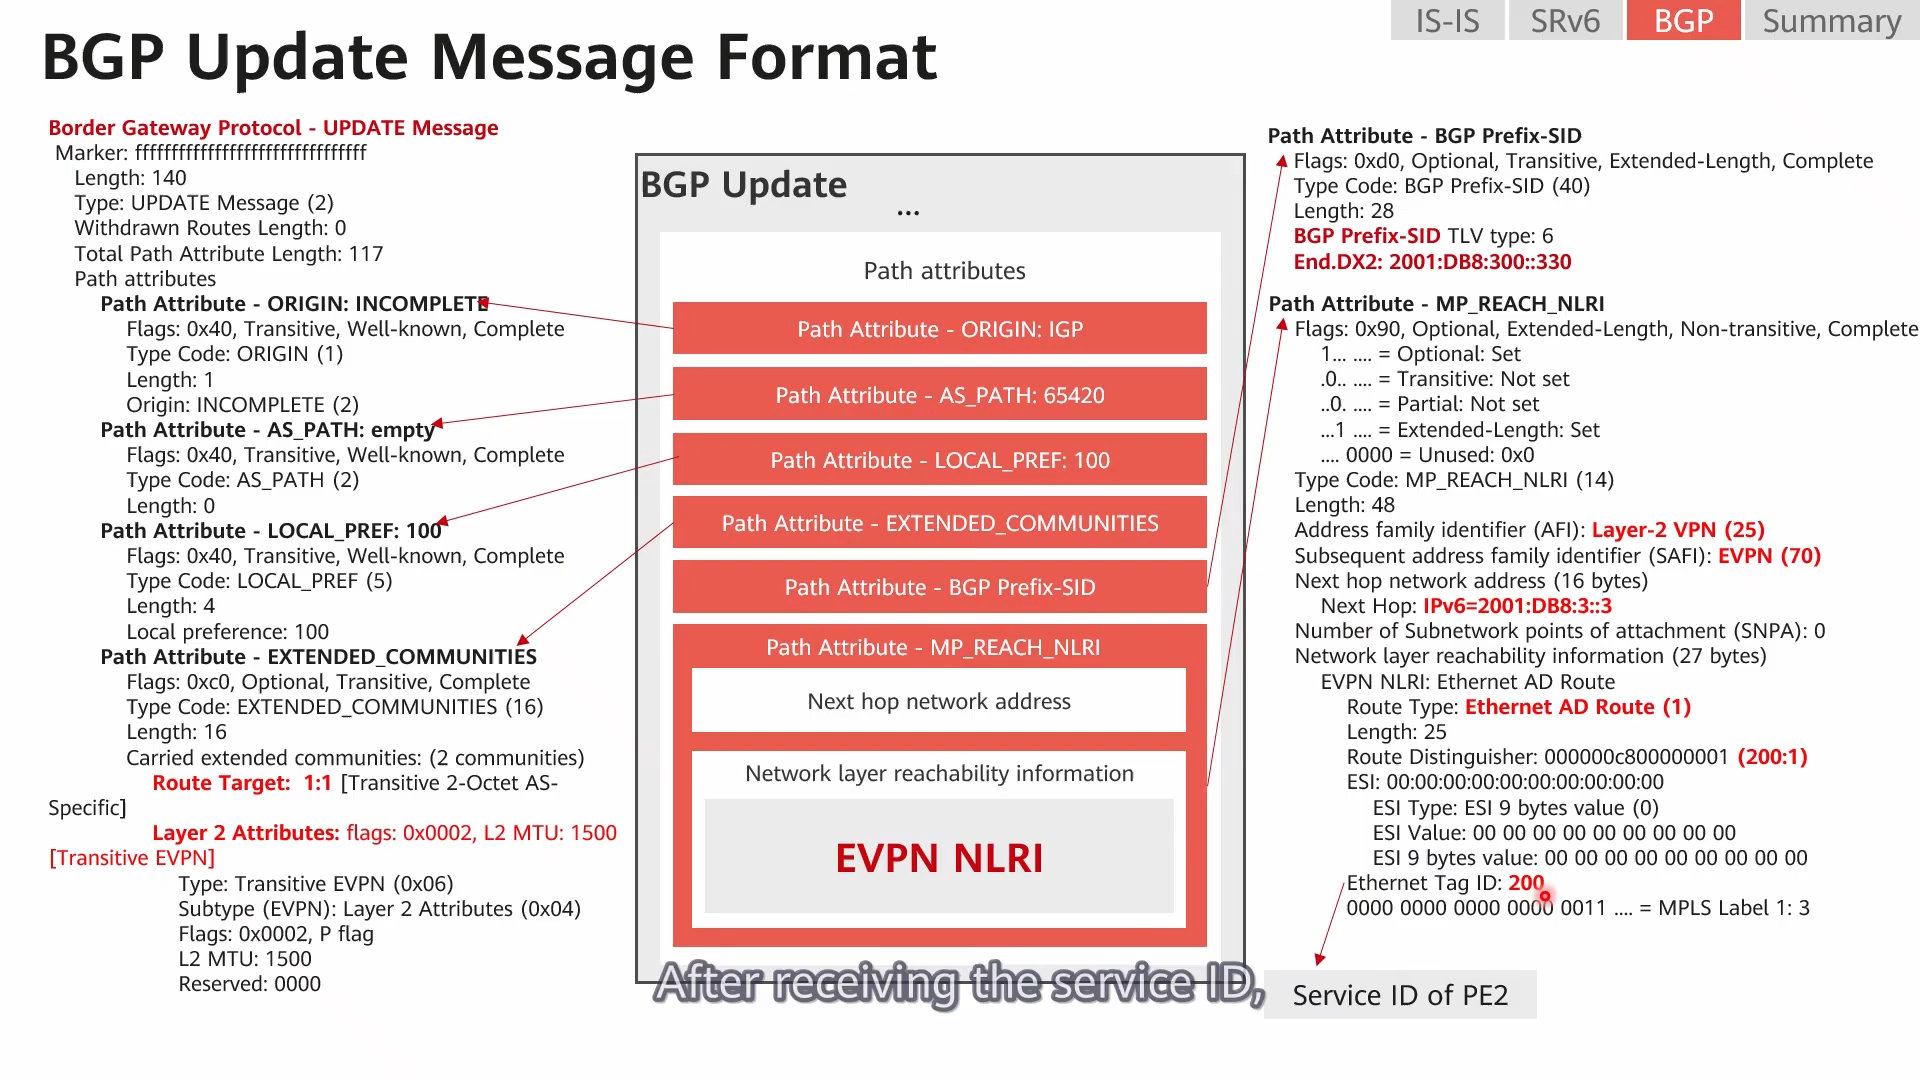 IS-IS
SRv6
BGP
Summary
BGP Update Message Format
Border Gateway Protocol - UPDATE Message
Marker: ffffffffffffffffffffffffffffffff
Length: 140
Type: UPDATE Message (2)
Withdrawn Routes Length: 0
Total Path Attribute Length: 117
Path attributes
Path Attribute - ORIGIN: INCOMPLETE
Flags: 0x40, Transitive, Well-known, Complete
Type Code: ORIGIN (1)
Length: 1
Origin: INCOMPLETE (2)
Path Attribute - AS_PATH: empty
Flags: 0x40, Transitive, Well-known, Complete
Type Code: AS_PATH (2)
Length: 0
Path Attribute - LOCAL_PREF: 100
Flags: 0x40, Transitive, Well-known, Complete
Type Code: LOCAL_PREF (5)
Length: 4
Local preference: 100
Path Attribute - EXTENDED_COMMUNITIES
Flags: 0xc0, Optional, Transitive, Complete
Type Code: EXTENDED_COMMUNITIES (16)
Length: 16
Carried extended communities: (2 communities)
Route Target:  1:1 [Transitive 2-Octet AS-
Specific]
Layer 2 Attributes: flags: 0x0002, L2 MTU: 1500
[Transitive EVPN]
Type: Transitive EVPN (0x06)
Subtype (EVPN): Layer 2 Attributes (0x04)
Flags: 0x0002, P flag
L2 MTU: 1500
Reserved: 0000
BGP Update
...
Path attributes
Path Attribute - ORIGIN: IGP
Path Attribute - AS_PATH: 65420
Path Attribute - LOCAL_PREF: 100
Path Attribute - EXTENDED_COMMUNITIES
Path Attribute - BGP Prefix-SID
Path Attribute - MP_REACH_NLRI
Next hop network address
Network layer reachability information
EVPN NLRI
After receiving the service ID,
Path Attribute - BGP Prefix-SID
Flags: 0xd0, Optional, Transitive, Extended-Length, Complete
Type Code: BGP Prefix-SID (40)
Length: 28
BGP Prefix-SID TLV type: 6
End.DX2: 2001:DB8:300::330
Path Attribute - MP_REACH_NLRI
Flags: 0x90, Optional, Extended-Length, Non-transitive, Complete
1... .... = Optional: Set
.0.. .... = Transitive: Not set
..0. .... = Partial: Not set
...1 .... = Extended-Length: Set
.... 0000 = Unused: 0x0
Type Code: MP_REACH_NLRI (14)
Length: 48
Address family identifier (AFI): Layer-2 VPN (25)
Subsequent address family identifier (SAFI): EVPN (70)
Next hop network address (16 bytes)
Next Hop: IPv6=2001:DB8:3::3
Number of Subnetwork points of attachment (SNPA): 0
Network layer reachability information (27 bytes)
EVPN NLRI: Ethernet AD Route
Route Type: Ethernet AD Route (1)
Length: 25
Route Distinguisher: 000000c800000001 (200:1)
ESI: 00:00:00:00:00:00:00:00:00
ESI Type: ESI 9 bytes value (0)
ESI Value: 00 00 00 00 00 00 00 00 00
ESI 9 bytes value: 00 00 00 00 00 00 00 00 00
Ethernet Tag ID: 200
0000 0000 0000 0000 0011 .... = MPLS Label 1: 3
Service ID of PE2